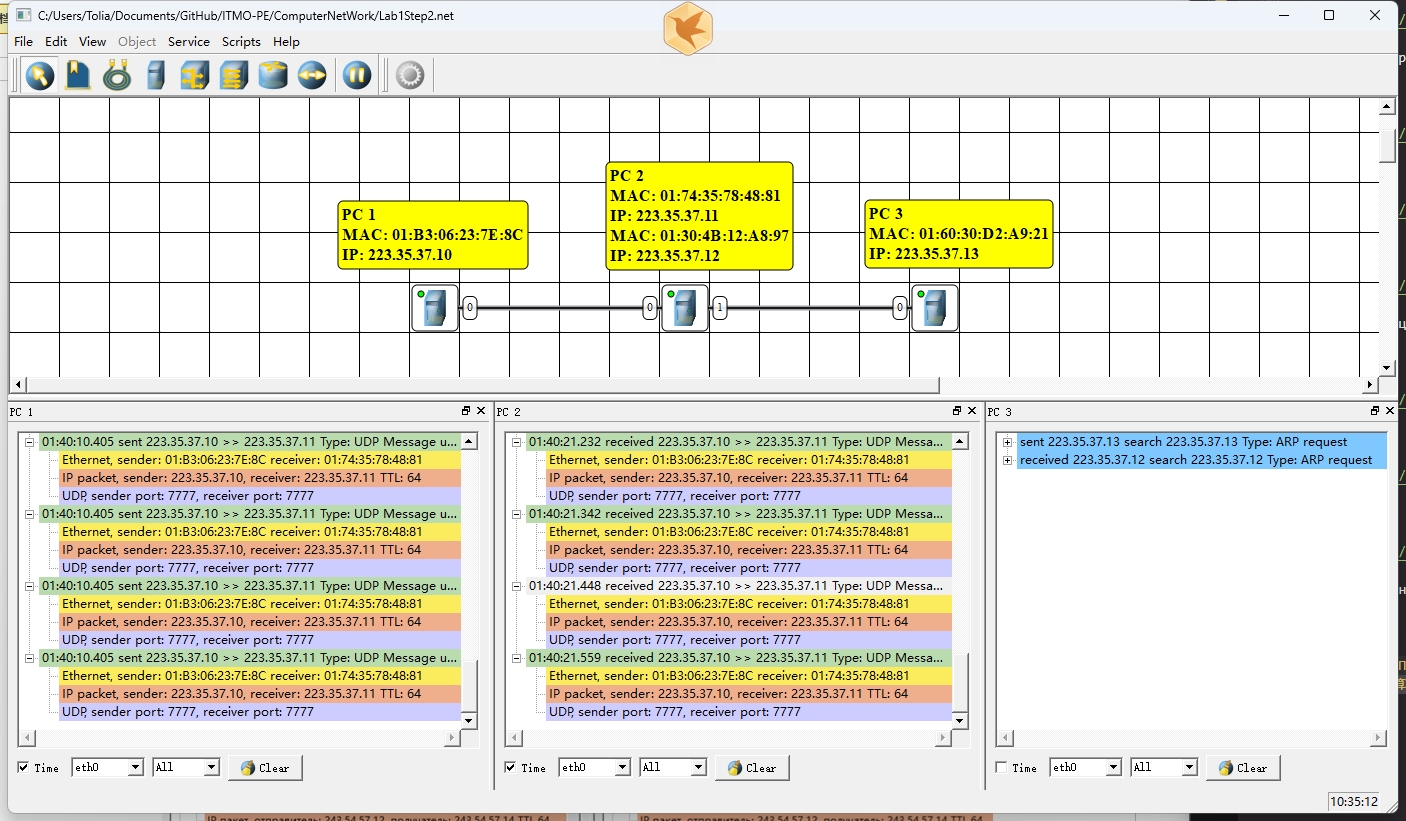 C:/Users/Tolia/Documents/GitHub/ITMO-PE/ComputerNetWork/Lab1Step2.net
File Edit View Object Service Scripts Help
PC 1
MAC: 01:B3:06:23:7E:8C
IP: 223.35.37.10
PC 2
MAC: 01:74:35:78:48:81
IP: 223.35.37.11
MAC: 01:30:4B:12:A8:97
IP: 223.35.37.12
PC 3
MAC: 01:60:30:D2:A9:21
IP: 223.35.37.13
0 0 1 0
PC 1
01:40:10.405 sent 223.35.37.10 >> 223.35.37.11 Type: UDP Message u...
Ethernet, sender: 01:B3:06:23:7E:8C receiver: 01:74:35:78:48:81
IP packet, sender: 223.35.37.10, receiver: 223.35.37.11 TTL: 64
UDP, sender port: 7777, receiver port: 7777
01:40:10.405 sent 223.35.37.10 >> 223.35.37.11 Type: UDP Message u...
Ethernet, sender: 01:B3:06:23:7E:8C receiver: 01:74:35:78:48:81
IP packet, sender: 223.35.37.10, receiver: 223.35.37.11 TTL: 64
UDP, sender port: 7777, receiver port: 7777
01:40:10.405 sent 223.35.37.10 >> 223.35.37.11 Type: UDP Message u...
Ethernet, sender: 01:B3:06:23:7E:8C receiver: 01:74:35:78:48:81
IP packet, sender: 223.35.37.10, receiver: 223.35.37.11 TTL: 64
UDP, sender port: 7777, receiver port: 7777
01:40:10.405 sent 223.35.37.10 >> 223.35.37.11 Type: UDP Message u...
Ethernet, sender: 01:B3:06:23:7E:8C receiver: 01:74:35:78:48:81
IP packet, sender: 223.35.37.10, receiver: 223.35.37.11 TTL: 64
UDP, sender port: 7777, receiver port: 7777
Time eth0 All Clear
PC 2
01:40:21.232 received 223.35.37.10 >> 223.35.37.11 Type: UDP Messa...
Ethernet, sender: 01:B3:06:23:7E:8C receiver: 01:74:35:78:48:81
IP packet, sender: 223.35.37.10, receiver: 223.35.37.11 TTL: 64
UDP, sender port: 7777, receiver port: 7777
01:40:21.342 received 223.35.37.10 >> 223.35.37.11 Type: UDP Messa...
Ethernet, sender: 01:B3:06:23:7E:8C receiver: 01:74:35:78:48:81
IP packet, sender: 223.35.37.10, receiver: 223.35.37.11 TTL: 64
UDP, sender port: 7777, receiver port: 7777
01:40:21.448 received 223.35.37.10 >> 223.35.37.11 Type: UDP Messa...
Ethernet, sender: 01:B3:06:23:7E:8C receiver: 01:74:35:78:48:81
IP packet, sender: 223.35.37.10, receiver: 223.35.37.11 TTL: 64
UDP, sender port: 7777, receiver port: 7777
01:40:21.559 received 223.35.37.10 >> 223.35.37.11 Type: UDP Messa...
Ethernet, sender: 01:B3:06:23:7E:8C receiver: 01:74:35:78:48:81
IP packet, sender: 223.35.37.10, receiver: 223.35.37.11 TTL: 64
UDP, sender port: 7777, receiver port: 7777
Time eth0 All Clear
PC 3
sent 223.35.37.13 search 223.35.37.13 Type: ARP request
received 223.35.37.12 search 223.35.37.12 Type: ARP request
Time eth0 All Clear
10:35:12